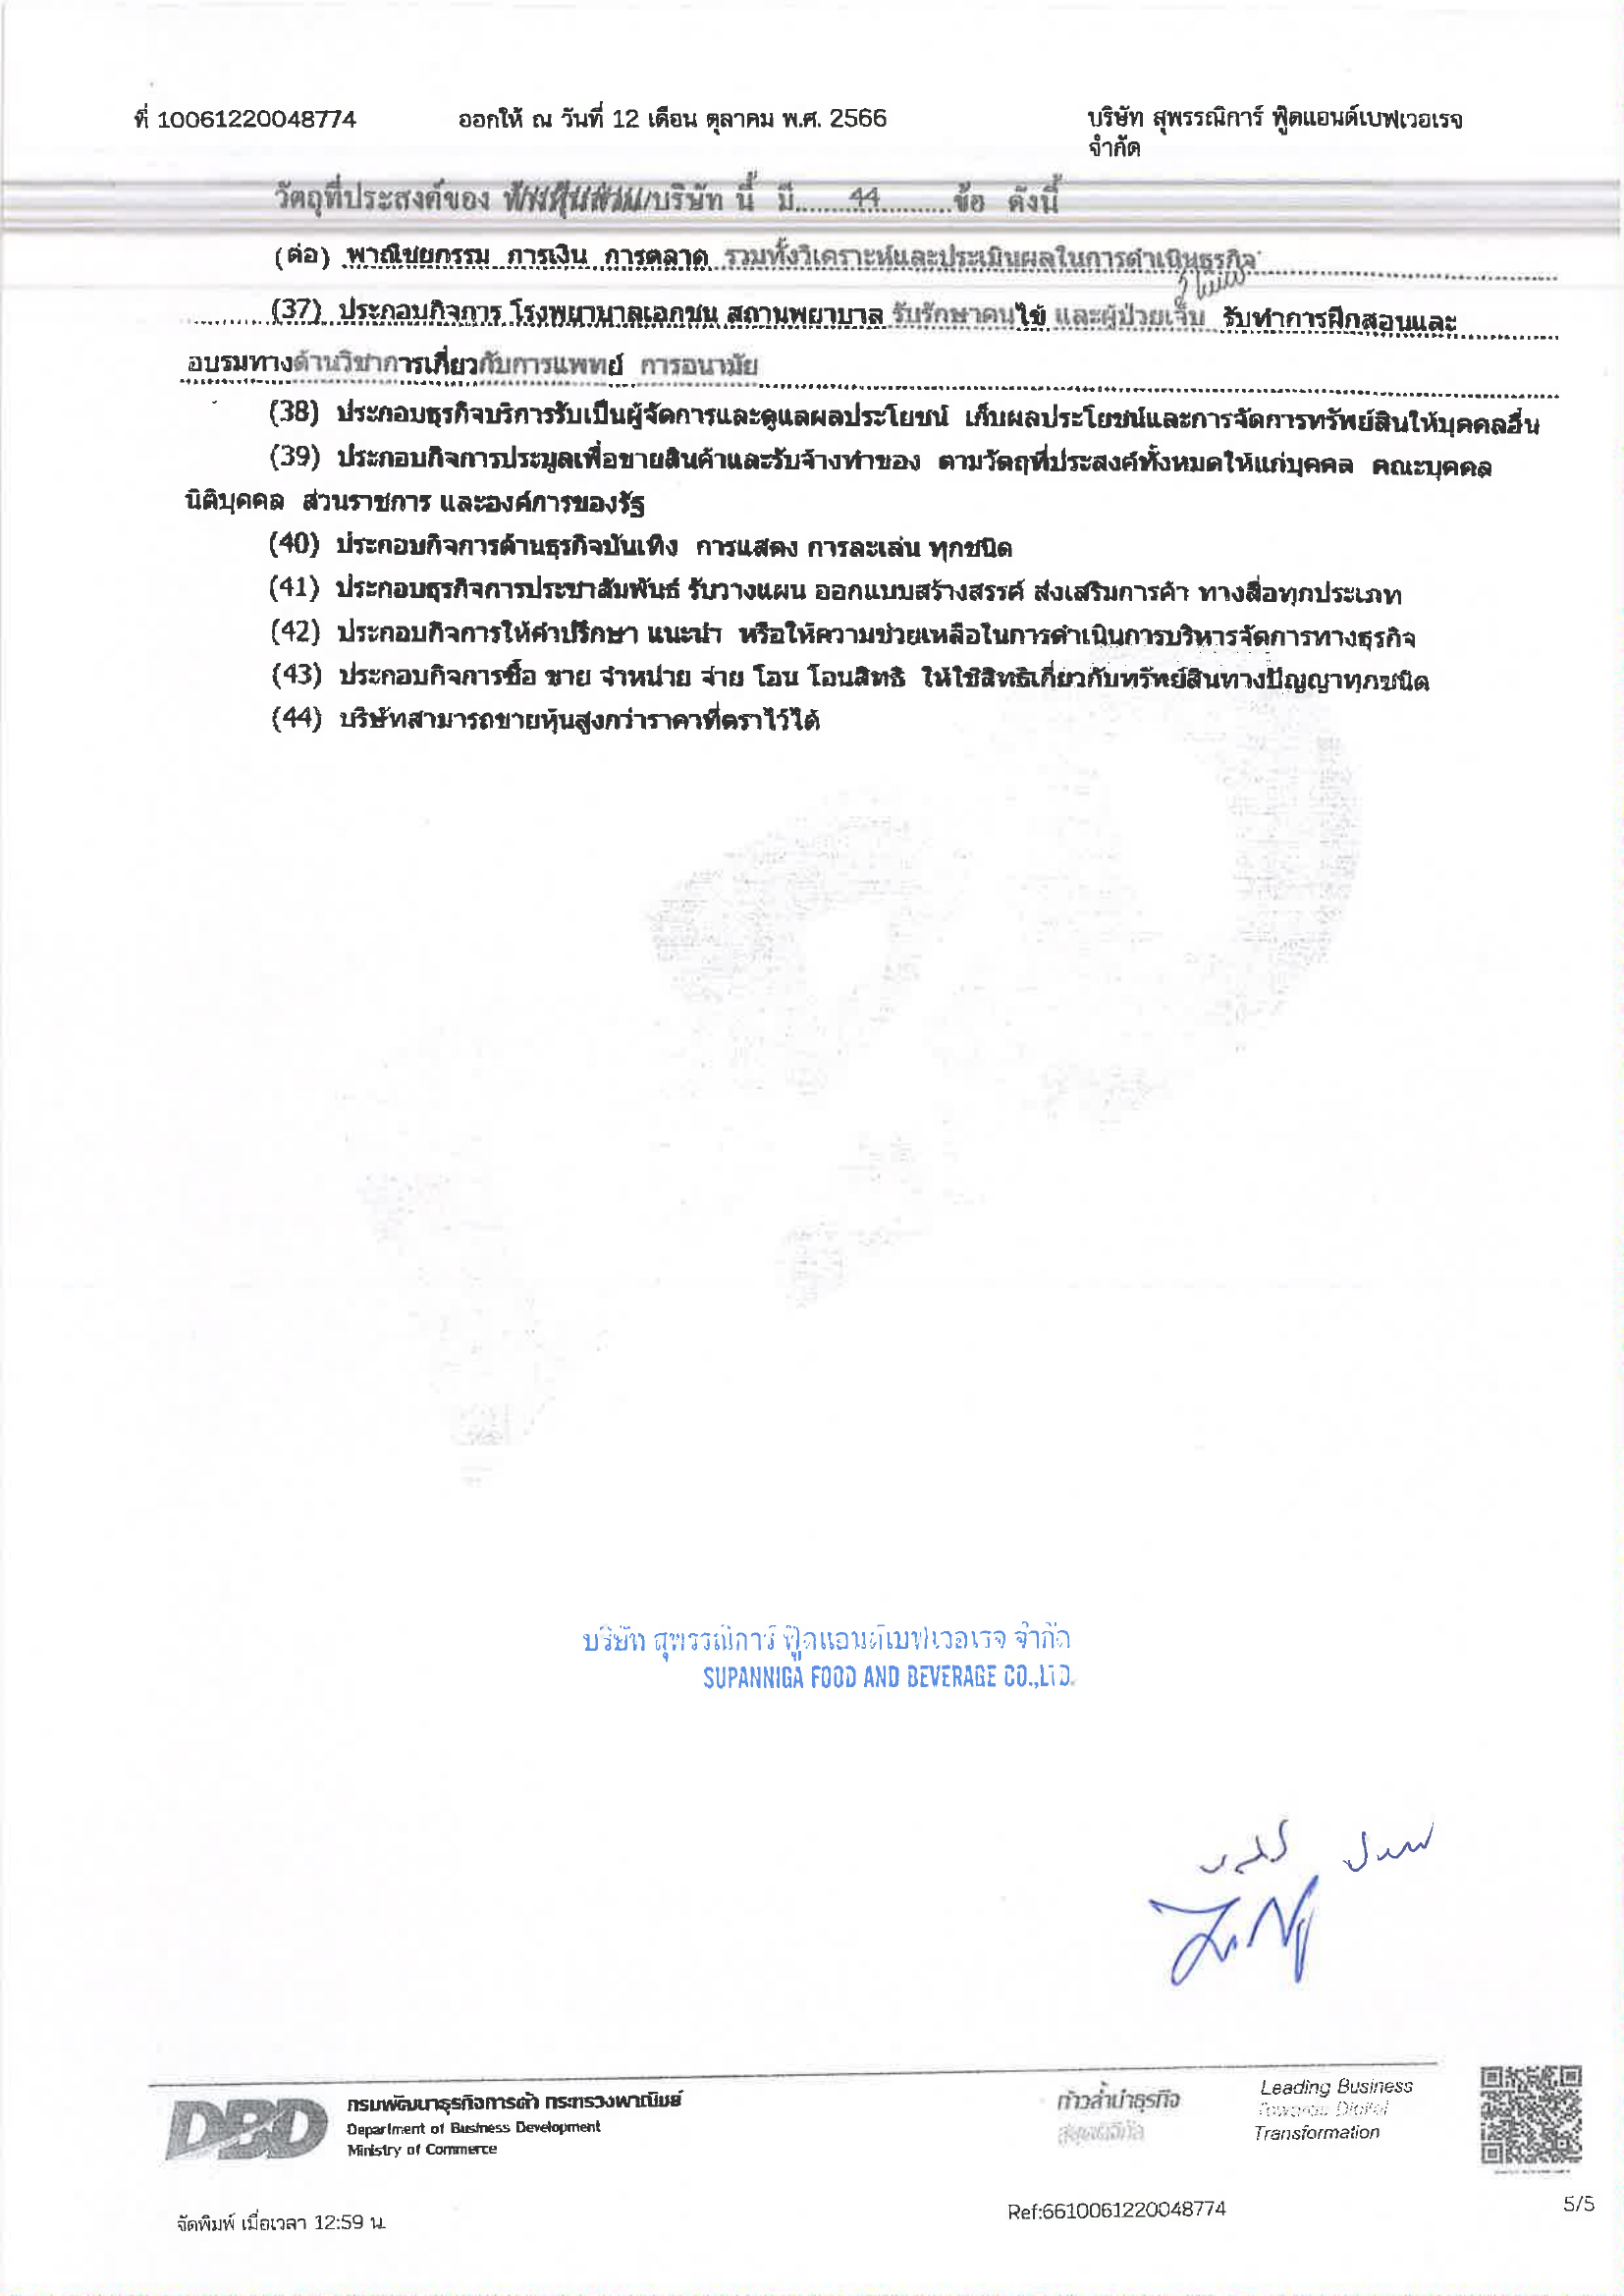 ที่ 10061220048774 ออกให้ ณ วันที่ 12 เดือน ตุลาคม พ.ศ. 2566 บริษัท สุพรรณิการ์ ฟู๊ดแอนด์เบฟเวอเรจ
จำกัด
วัตถุที่ประสงค์ของ ห้างหุ้นส่วน/บริษัท นี้ มี.........44..........ข้อ ดังนี้
(ต่อ) พาณิชยกรรม การเงิน การตลาด รวมทั้งวิเคราะห์และประเมินผลในการดำเนินธุรกิจ
(37) ประกอบกิจการ โรงพยาบาลเอกชน สถานพยาบาล รับรักษาคนไข้ และผู้ป่วยเจ็บ รับทำการฝึกสอนและ
อบรมทางด้านวิชาการเกี่ยวกับการแพทย์ การอนามัย
(38) ประกอบธุรกิจบริการรับเป็นผู้จัดการและดูแลผลประโยชน์ เก็บผลประโยชน์และการจัดการทรัพย์สินให้บุคคลอื่น
(39) ประกอบกิจการประมูลเพื่อขายสินค้าและรับจ้างทำของ ตามวัตถุที่ประสงค์ทั้งหมดให้แก่บุคคล คณะบุคคล
นิติบุคคล ส่วนราชการ และองค์การของรัฐ
(40) ประกอบกิจการด้านธุรกิจบันเทิง การแสดง การละเล่น ทุกชนิด
(41) ประกอบธุรกิจการประชาสัมพันธ์ รับวางแผน ออกแบบสร้างสรรค์ ส่งเสริมการค้า ทางสื่อทุกประเภท
(42) ประกอบกิจการให้คำปรึกษา แนะนำ หรือให้ความช่วยเหลือในการดำเนินการบริหารจัดการทางธุรกิจ
(43) ประกอบกิจการซื้อ ขาย จำหน่าย จ่าย โอน โอนสิทธิ ให้ใช้สิทธิเกี่ยวกับทรัพย์สินทางปัญญาทุกชนิด
(44) บริษัทสามารถขายหุ้นสูงกว่าราคาที่ตราไว้ได้
บริษัท สุพรรณิการ์ ฟู๊ดแอนด์เบฟเวอเรจ จำกัด
SUPANNIGA FOOD AND BEVERAGE CO.,LTD.
DBD กรมพัฒนาธุรกิจการค้า กระทรวงพาณิชย์
Department of Business Development
Ministry of Commerce
ก้าวล้ำนำธุรกิจ
สู่ยุคดิจิทัล
Leading Business
Towards Digital
Transformation
จัดพิมพ์ เมื่อเวลา 12:59 น. Ref:6610061220048774 5/5